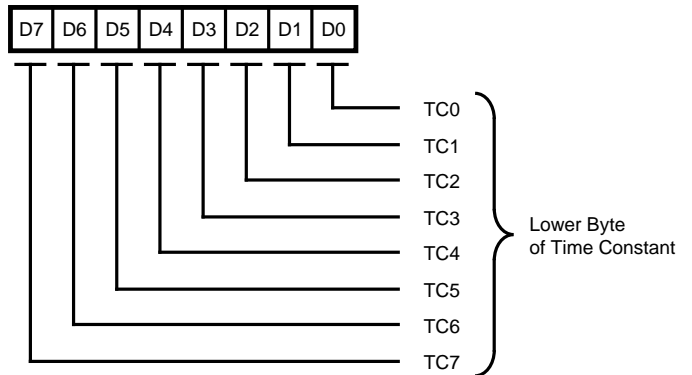 D7 D6 D5 D4 D3 D2 D1 D0
TC0
TC1
TC2
TC3
TC4
TC5
TC6
TC7
Lower Byte
of Time Constant